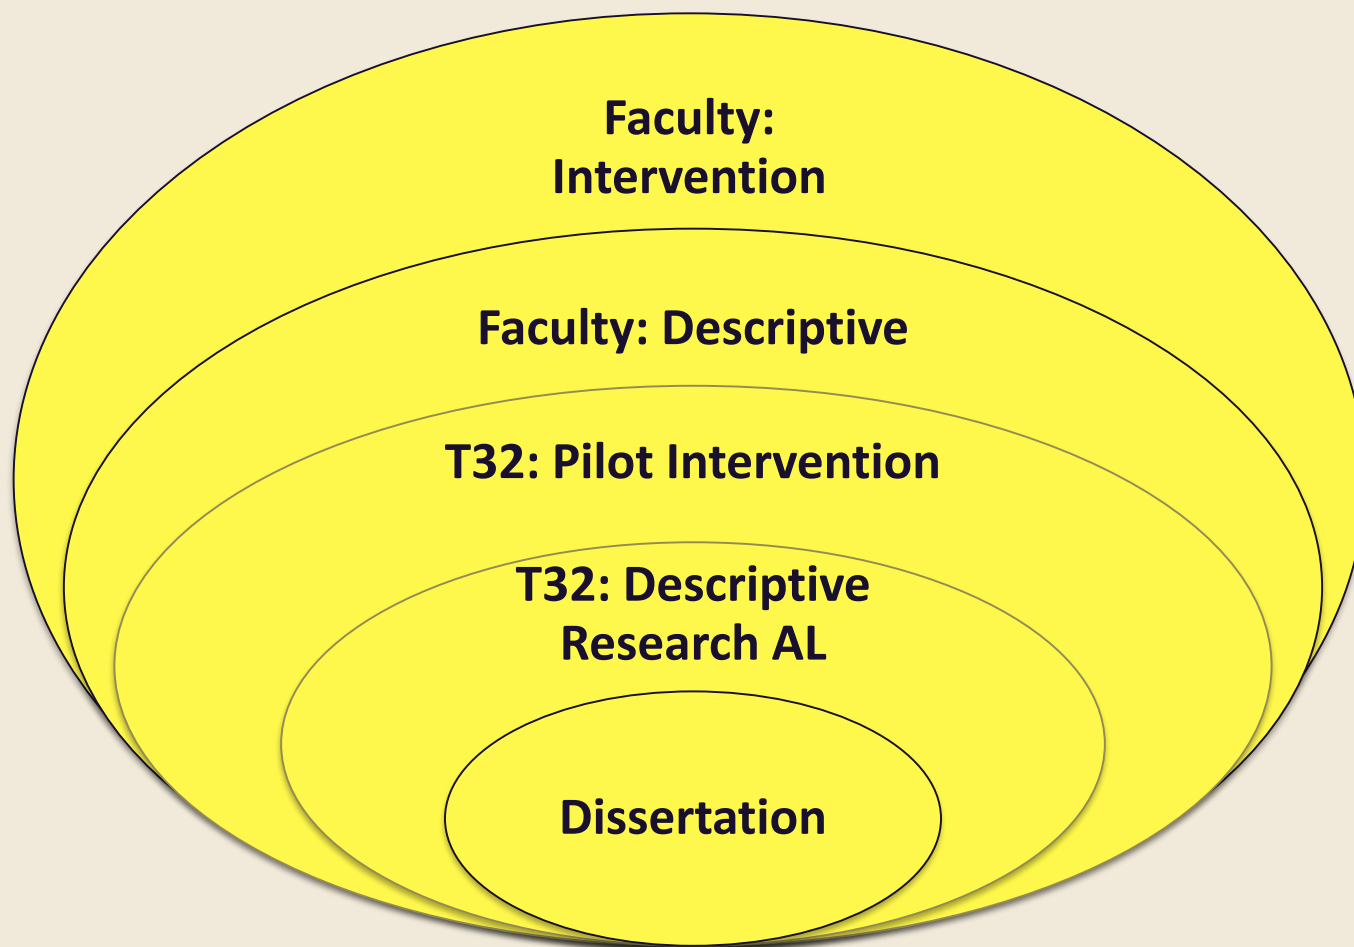 Faculty:
Intervention
Faculty: Descriptive
T32: Pilot Intervention
T32: Descriptive
Research AL
Dissertation